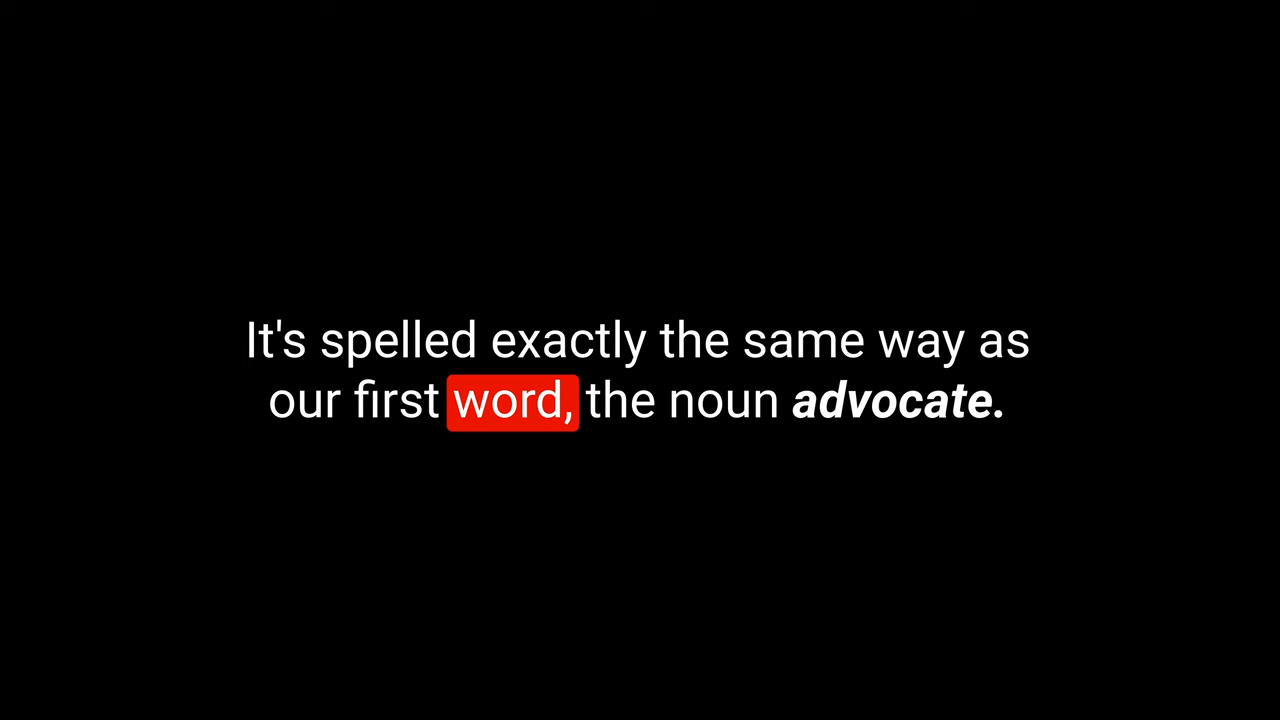 It's spelled exactly the same way as
our first word, the noun advocate.